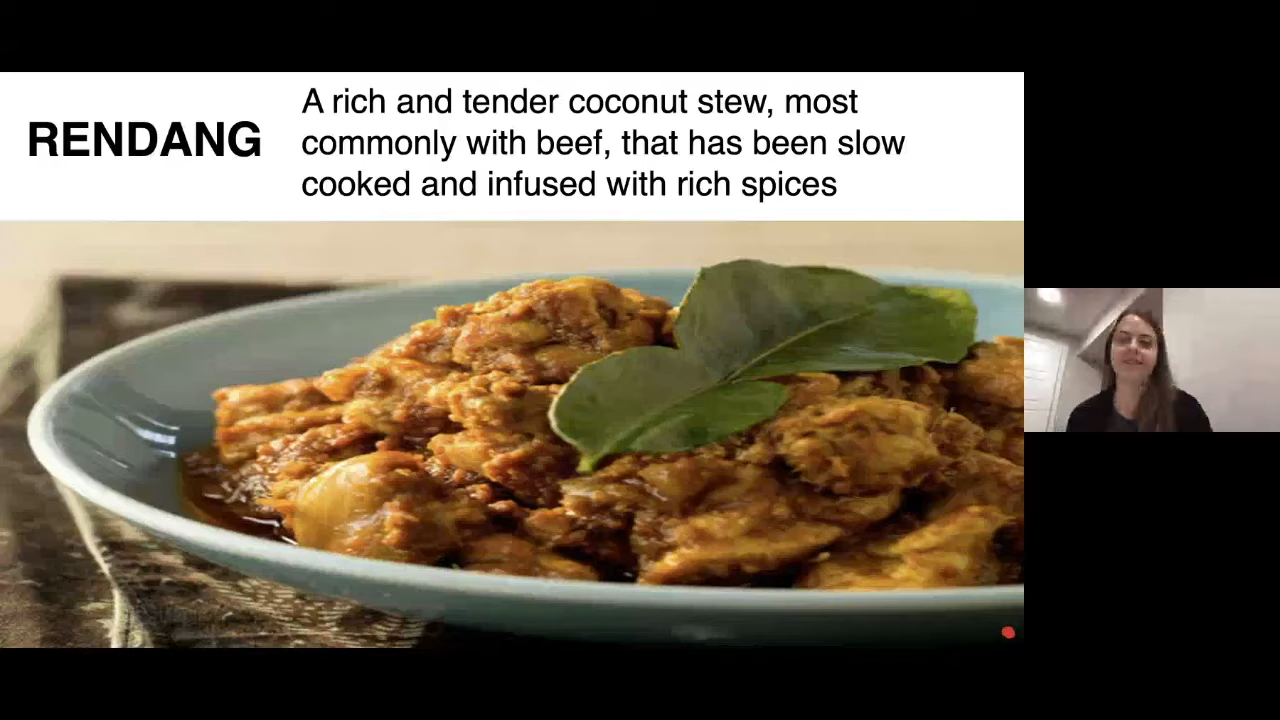 RENDANG
A rich and tender coconut stew, most
commonly with beef, that has been slow
cooked and infused with rich spices